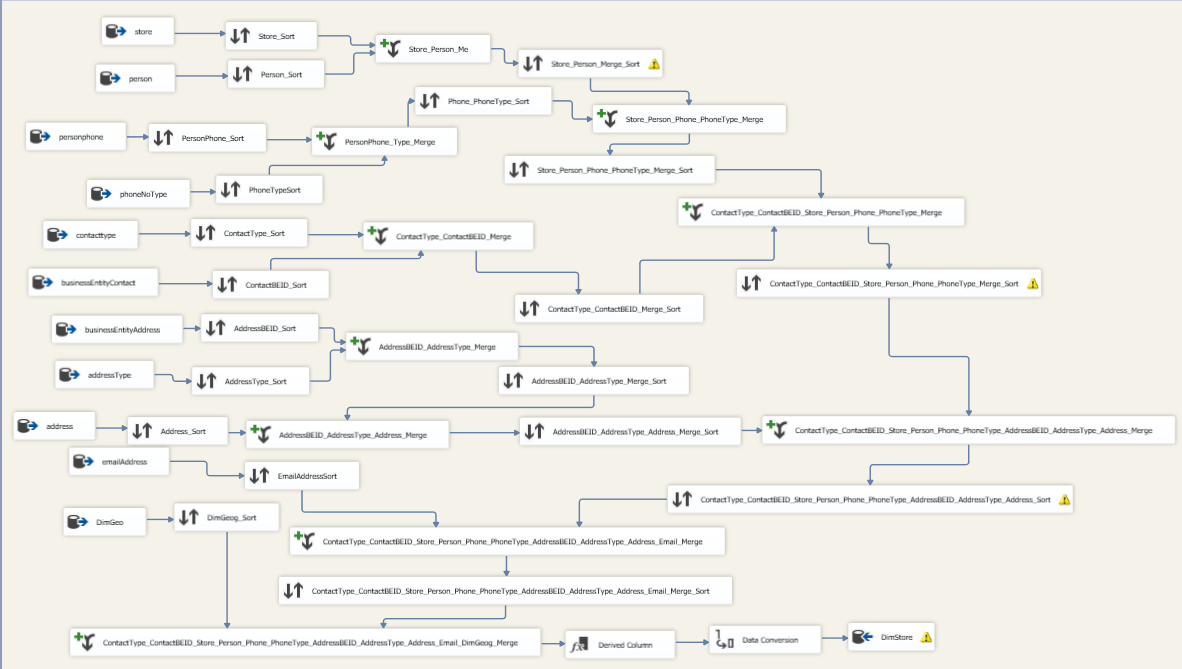 store
Store_Sort
Store_Person_Me
Store_Person_Merge_Sort
person
Person_Sort
Phone_PhoneType_Sort
Store_Person_Phone_PhoneType_Merge
personphone
PersonPhone_Sort
PersonPhone_Type_Merge
Store_Person_Phone_PhoneType_Merge_Sort
phoneNoType
PhoneTypeSort
ContactType_ContactBEID_Store_Person_Phone_PhoneType_Merge
contacttype
ContactType_Sort
ContactType_ContactBEID_Merge
businessEntityContact
ContactBEID_Sort
ContactType_ContactBEID_Store_Person_Phone_PhoneType_Merge_Sort
ContactType_ContactBEID_Merge_Sort
businessEntityAddress
AddressBEID_Sort
AddressBEID_AddressType_Merge
addressType
AddressType_Sort
AddressBEID_AddressType_Merge_Sort
address
Address_Sort
AddressBEID_AddressType_Address_Merge
AddressBEID_AddressType_Address_Merge_Sort
ContactType_ContactBEID_Store_Person_Phone_PhoneType_AddressBEID_AddressType_Address_Merge
emailAddress
EmailAddressSort
ContactType_ContactBEID_Store_Person_Phone_PhoneType_AddressBEID_AddressType_Address_Sort
DimGeo
DimGeog_Sort
ContactType_ContactBEID_Store_Person_Phone_PhoneType_AddressBEID_AddressType_Address_Email_Merge
ContactType_ContactBEID_Store_Person_Phone_PhoneType_AddressBEID_AddressType_Address_Email_Merge_Sort
ContactType_ContactBEID_Store_Person_Phone_PhoneType_AddressBEID_AddressType_Address_Email_DimGeog_Merge
Derived Column
Data Conversion
DimStore